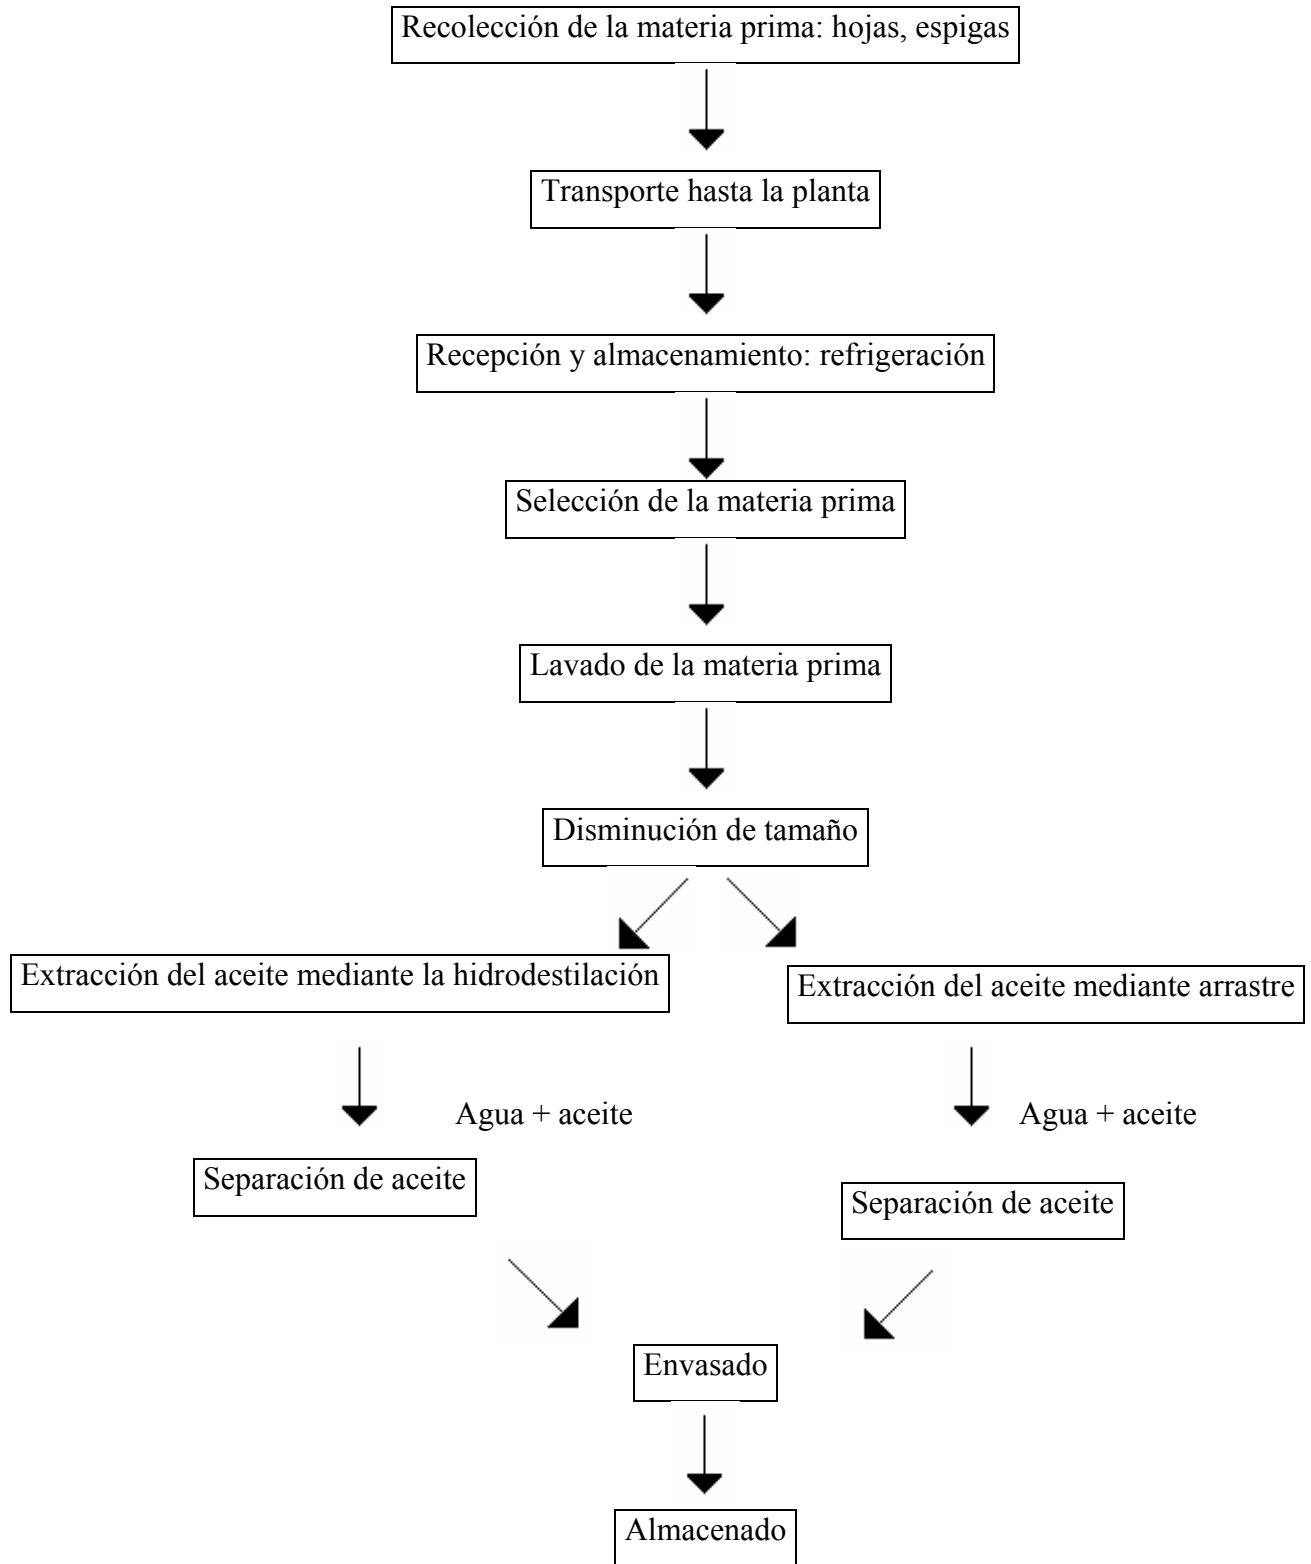 Recolección de la materia prima: hojas, espigas
Transporte hasta la planta
Recepción y almacenamiento: refrigeración
Selección de la materia prima
Lavado de la materia prima
Disminución de tamaño
Extracción del aceite mediante la hidrodestilación
Extracción del aceite mediante arrastre
Agua + aceite
Agua + aceite
Separación de aceite
Separación de aceite
Envasado
Almacenado